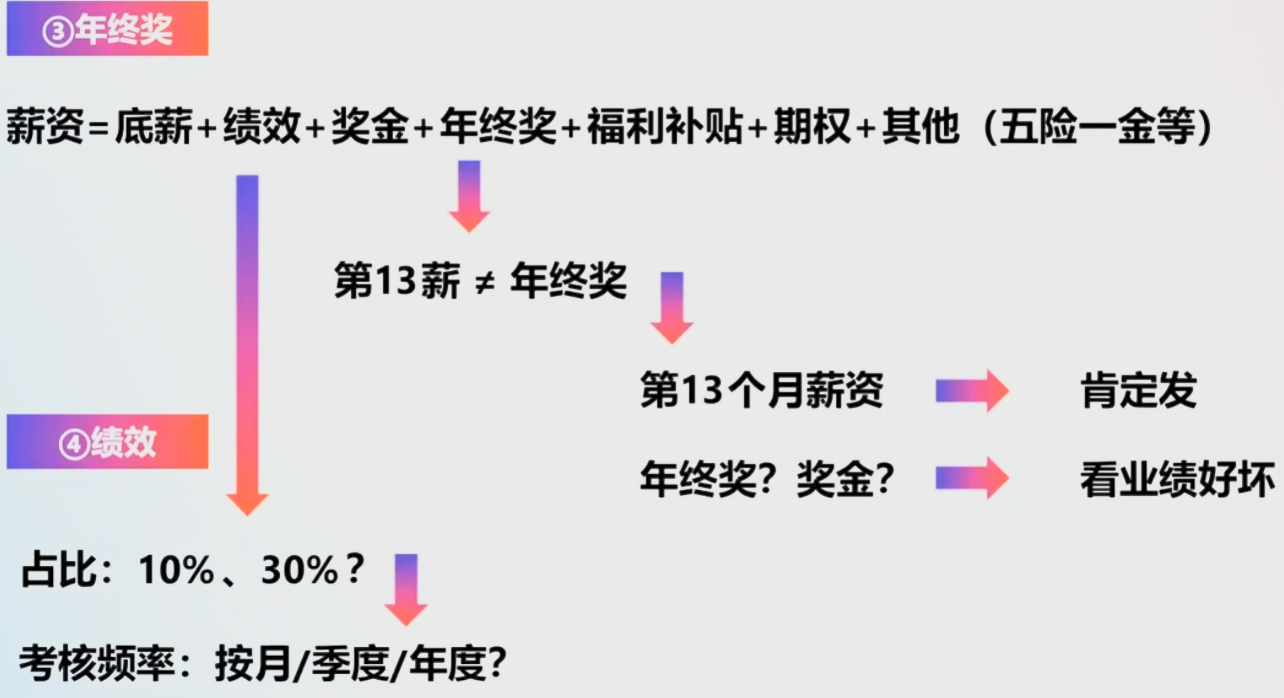 ③年终奖
薪资=底薪+绩效+奖金+年终奖+福利补贴+期权+其他（五险一金等）
第13薪 ≠ 年终奖
第13个月薪资 肯定发
④绩效
年终奖？奖金？ 看业绩好坏
占比：10%、30%？
考核频率：按月/季度/年度？